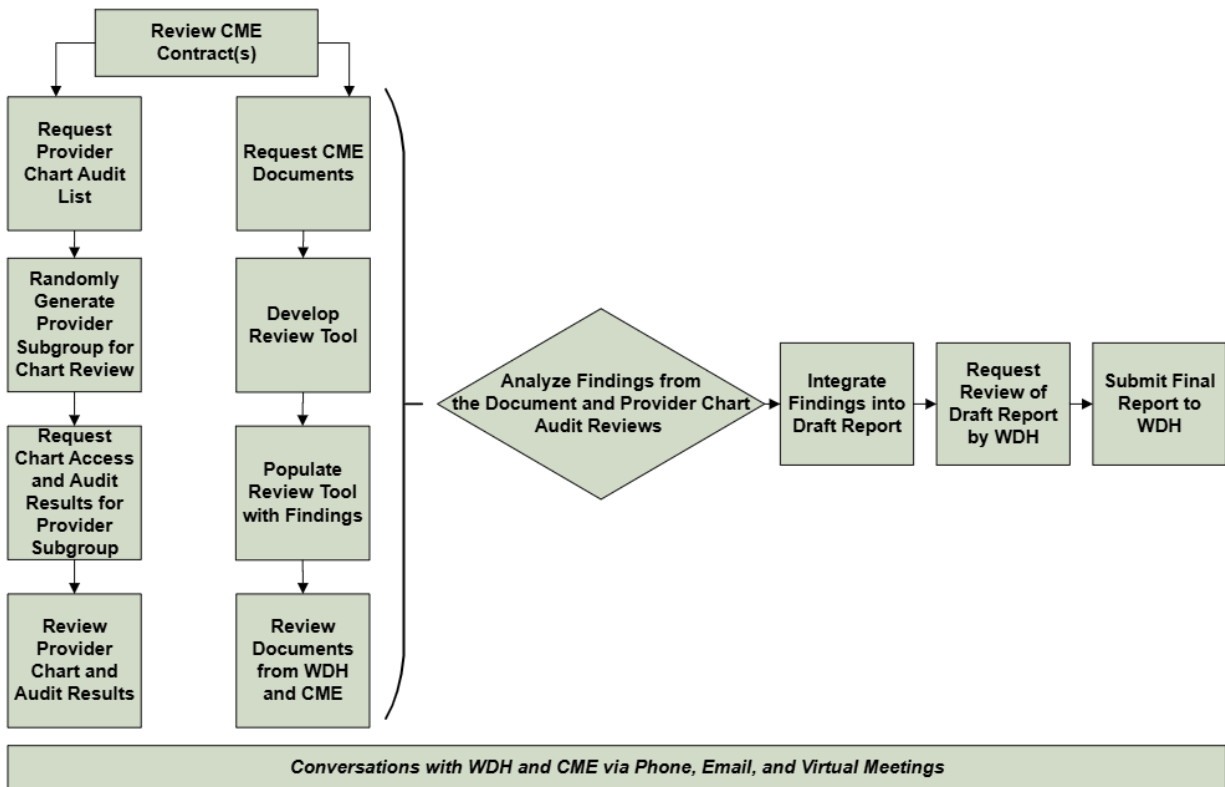 Review CME
Contract(s)
Request
Provider
Chart Audit
List
Randomly
Generate
Provider
Subgroup for
Chart Review
Request
Chart Access
and Audit
Results for
Provider
Subgroup
Review
Provider
Chart and
Audit Results
Request CME
Documents
Develop
Review Tool
Populate
Review Tool
with Findings
Review
Documents
from WDH
and CME
Analyze Findings from
the Document and Provider Chart
Audit Reviews
Integrate
Findings into
Draft Report
Request
Review of
Draft Report
by WDH
Submit Final
Report to
WDH
Conversations with WDH and CME via Phone, Email, and Virtual Meetings